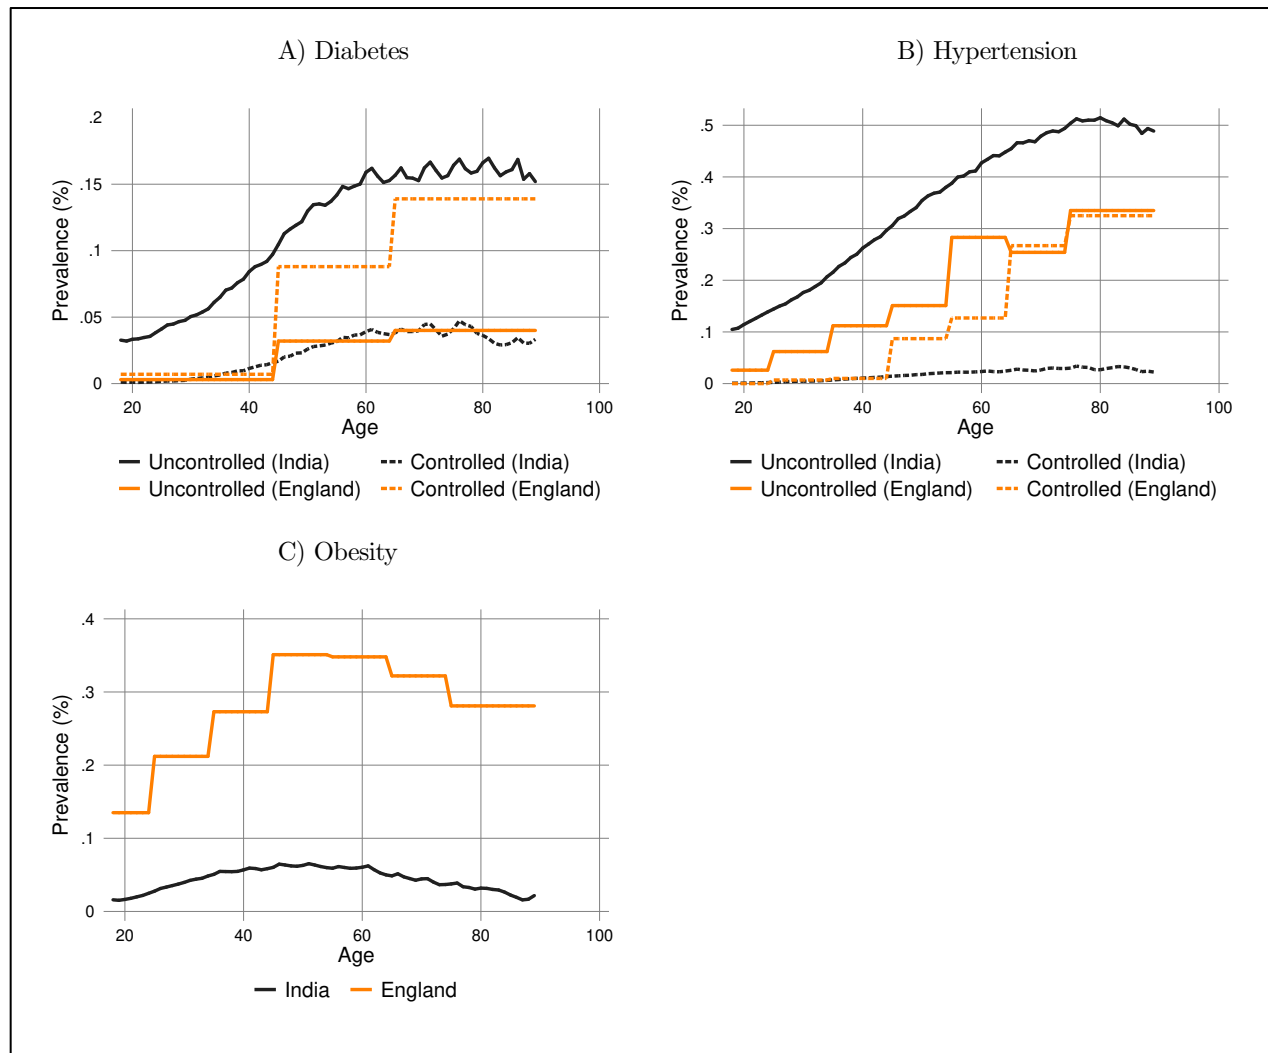 A) Diabetes
Prevalence (%)
.2
.15
.1
.05
0
20 40 60 80 100
Age
Uncontrolled (India) Controlled (India)
Uncontrolled (England) Controlled (England)
B) Hypertension
Prevalence (%)
.5
.4
.3
.2
.1
0
20 40 60 80 100
Age
Uncontrolled (India) Controlled (India)
Uncontrolled (England) Controlled (England)
C) Obesity
Prevalence (%)
.4
.3
.2
.1
0
20 40 60 80 100
Age
India England